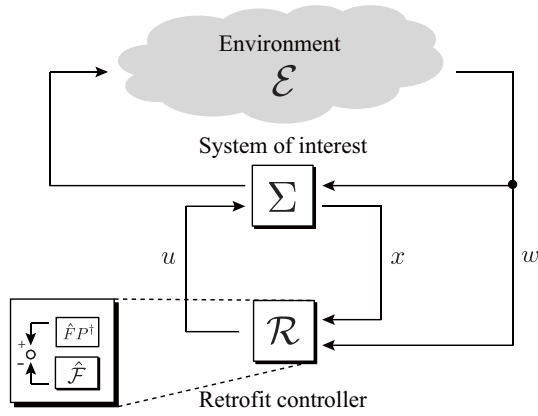 Environment
ℰ
System of interest
Σ
u
x
w
ℛ
F̂P†
+
−
ℱ̂
Retrofit controller